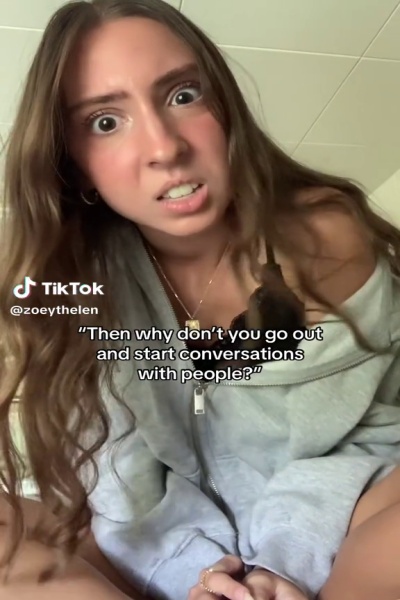 TikTok
@zoeythelen
“Then why don’t you go out
and start conversations
with people?”